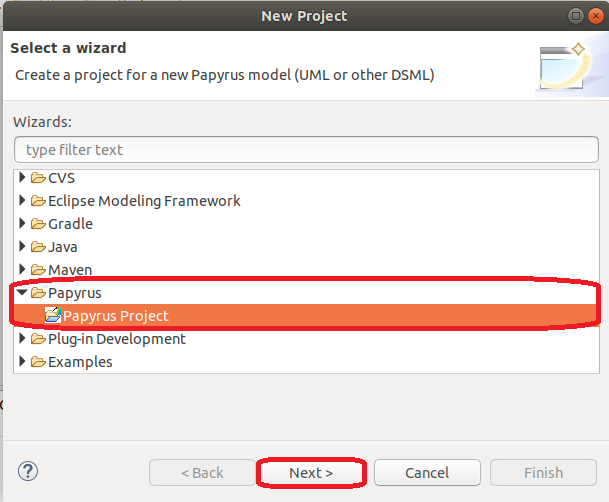 New Project
Select a wizard
Create a project for a new Papyrus model (UML or other DSML)
Wizards:
type filter text
CVS
Eclipse Modeling Framework
Gradle
Java
Maven
Papyrus
Papyrus Project
Plug-in Development
Examples
? < Back Next > Cancel Finish